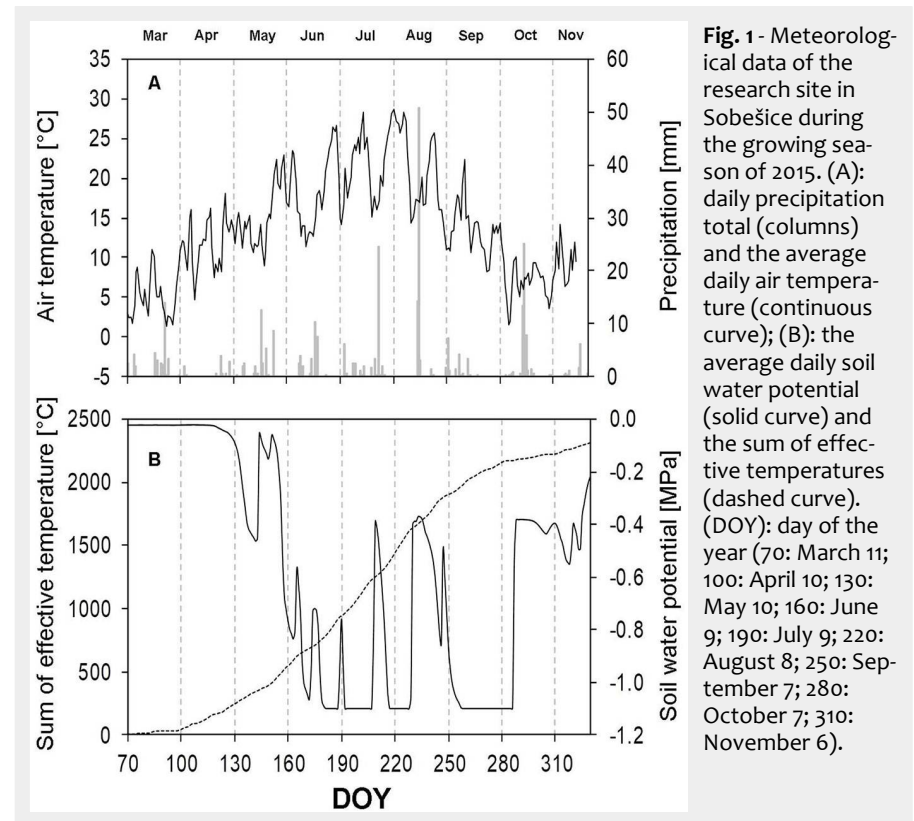 Mar Apr May Jun Jul Aug Sep Oct Nov
35
30
25
20
15
10
5
0
-5
Air temperature [°C]
A
60
50
40
30
20
10
0
Precipitation [mm]
2500
2000
1500
1000
500
0
Sum of effective temperature [°C]
B
0.0
-0.2
-0.4
-0.6
-0.8
-1.0
-1.2
Soil water potential [MPa]
70 100 130 160 190 220 250 280 310
DOY
Fig. 1 - Meteorolog-
ical data of the
research site in
Soběšice during
the growing sea-
son of 2015. (A):
daily precipitation
total (columns)
and the average
daily air tempera-
ture (continuous
curve); (B): the
average daily soil
water potential
(solid curve) and
the sum of effec-
tive temperatures
(dashed curve).
(DOY): day of the
year (70: March 11;
100: April 10; 130:
May 10; 160: June
9; 190: July 9; 220:
August 8; 250: Sep-
tember 7; 280:
October 7; 310:
November 6).